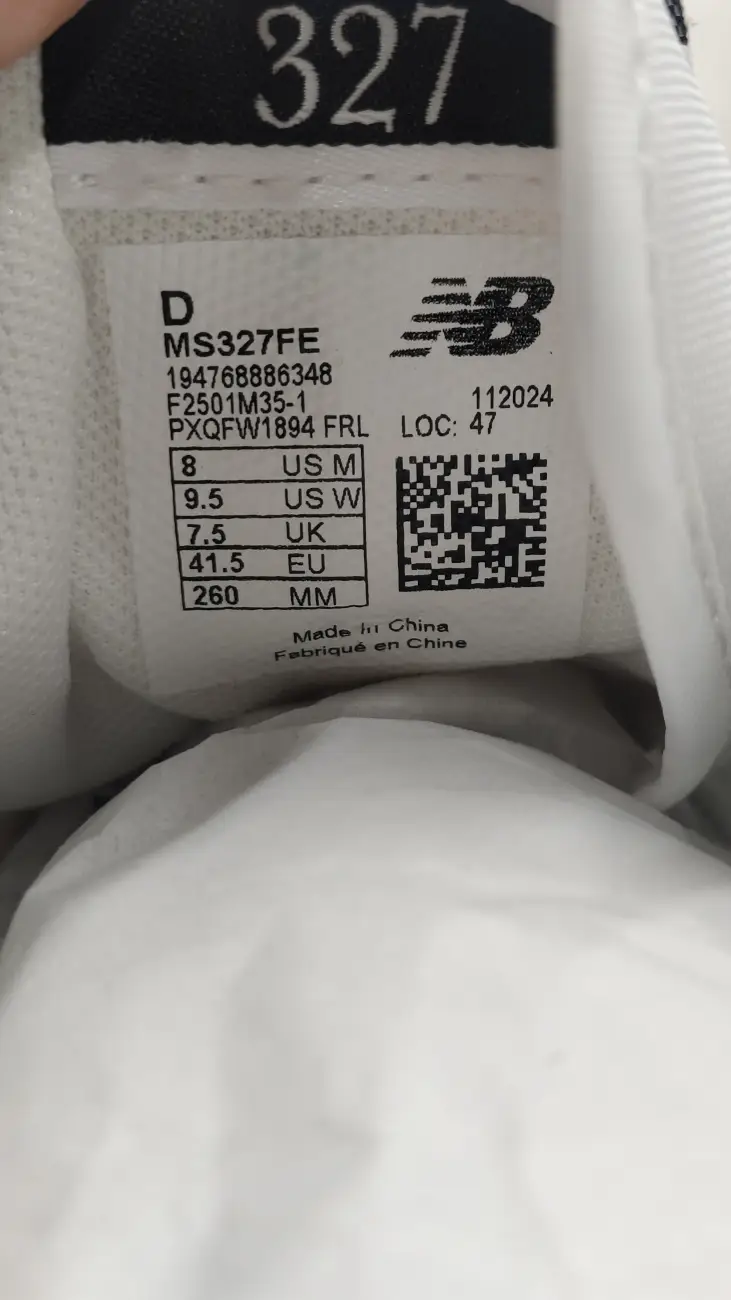 327
D
NB
MS327FE
194768886348
F2501M35-1 112024
PXQFW1894 FRL LOC: 47
8 US M
9.5 US W
7.5 UK
41.5 EU
260 MM
Made in China
Fabriqué en Chine